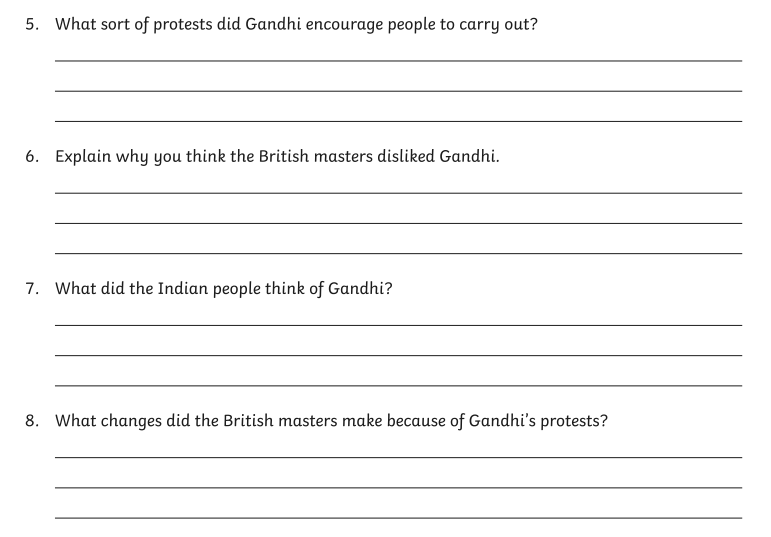 5. What sort of protests did Gandhi encourage people to carry out?
6. Explain why you think the British masters disliked Gandhi.
7. What did the Indian people think of Gandhi?
8. What changes did the British masters make because of Gandhi’s protests?